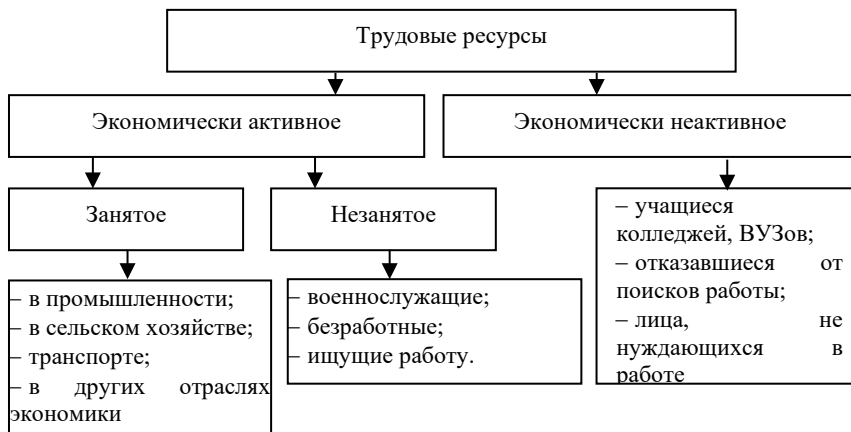 Трудовые ресурсы
Экономически активное
Экономически неактивное
Занятое
Незанятое
– учащиеся
колледжей, ВУЗов;
– отказавшиеся от
поисков работы;
– лица, не
нуждающихся в
работе
– в промышленности;
– в сельском хозяйстве;
– транспорте;
– в других отраслях
экономики
– военнослужащие;
– безработные;
– ищущие работу.